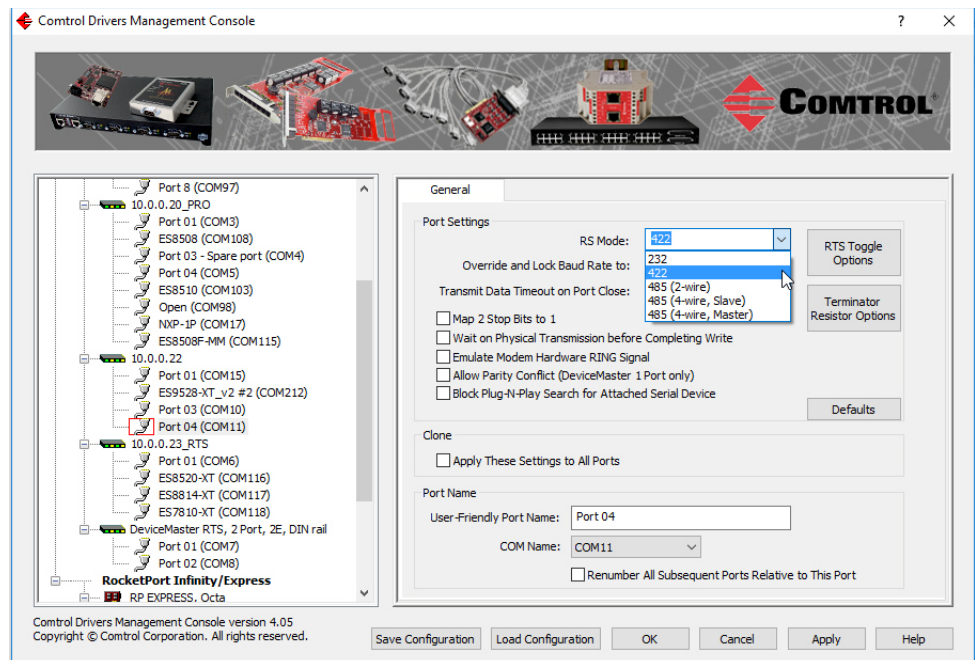 Comtrol Drivers Management Console
?
COMTROL
Port 8 (COM97)
10.0.0.20_PRO
Port 01 (COM3)
ES8508 (COM108)
Port 03 - Spare port (COM4)
Port 04 (COM5)
ES8510 (COM103)
Open (COM98)
NXP-1P (COM17)
ES8508F-MM (COM115)
10.0.0.22
Port 01 (COM15)
ES9528-XT_v2 #2 (COM212)
Port 03 (COM10)
Port 04 (COM11)
10.0.0.23_RTS
Port 01 (COM6)
ES8520-XT (COM116)
ES8814-XT (COM117)
ES7810-XT (COM118)
DeviceMaster RTS, 2 Port, 2E, DIN rail
Port 01 (COM7)
Port 02 (COM8)
RocketPort Infinity/Express
RP EXPRESS, Octa
General
Port Settings
RS Mode: 422
232
422
485 (2-wire)
485 (4-wire, Slave)
485 (4-wire, Master)
Override and Lock Baud Rate to:
Transmit Data Timeout on Port Close:
Map 2 Stop Bits to 1
Wait on Physical Transmission before Completing Write
Emulate Modem Hardware RING Signal
Allow Parity Conflict (DeviceMaster 1 Port only)
Block Plug-N-Play Search for Attached Serial Device
RTS Toggle
Options
Terminator
Resistor Options
Defaults
Clone
Apply These Settings to All Ports
Port Name
User-Friendly Port Name: Port 04
COM Name: COM11
Renumber All Subsequent Ports Relative to This Port
Comtrol Drivers Management Console version 4.05
Copyright © Comtrol Corporation. All rights reserved.
Save Configuration
Load Configuration
OK
Cancel
Apply
Help